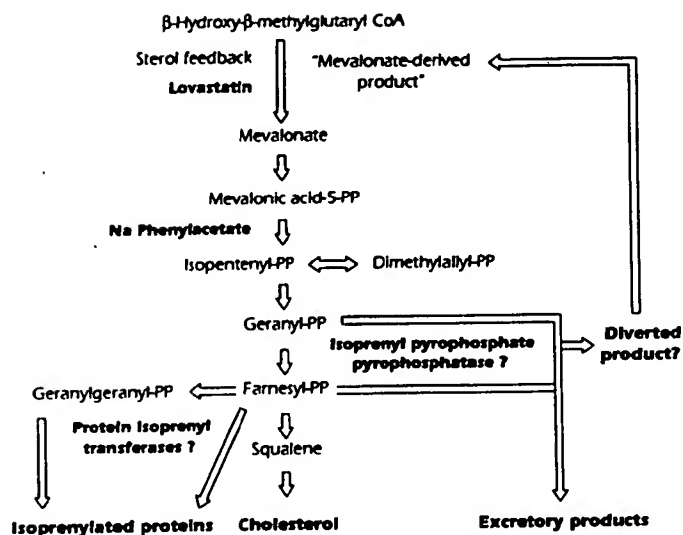 β-Hydroxy-β-methylglutaryl CoA
Sterol feedback
Lovastatin
"Mevalonate-derived
product"
Mevalonate
Mevalonic acid-5-PP
Na Phenylacetate
Isopentenyl-PP
Dimethylallyl-PP
Geranyl-PP
Isoprenyl pyrophosphate
pyrophosphatase ?
Diverted
product?
Geranylgeranyl-PP
Farnesyl-PP
Protein Isoprenyl
transferases ?
Squalene
Isoprenylated proteins
Cholesterol
Excretory products